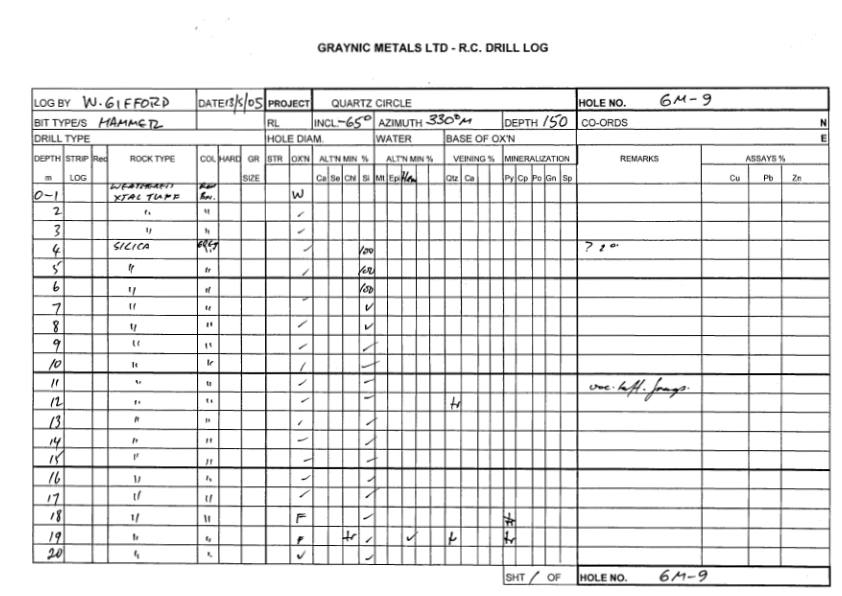 GRAYNIC METALS LTD - R.C. DRILL LOG
LOG BY W. GIFFORD DATE 13/5/05 PROJECT QUARTZ CIRCLE HOLE NO. GM-9
BIT TYPE/S HAMMER RL INCL -65° AZIMUTH 330°M DEPTH 150 CO-ORDS N
DRILL TYPE HOLE DIAM. WATER BASE OF OX'N E
DEPTH STRIP Rec ROCK TYPE COL HARD GR STR OX'N ALT'N MIN % ALT'N MIN % VEINING % MINERALIZATION REMARKS ASSAYS %
m LOG SIZE Ca Se Chl Si Mt Epi Hem Qtz Ca Py Cp Po Gn Sp Cu Pb Zn
WEATHERED RED
0-1 XTAL TUFF Brn. W
2 " " ✓
3 " " ✓
4 SILICA GREY ✓ 100
5 " " ✓ 100
6 " " ✓ 100
7 " " ✓ ✓
8 " " ✓ ✓
9 " " ✓ ✓
10 " " ✓ ✓
11 " " ✓ ✓ frags.
12 " " ✓ ✓ tr
13 " " ✓ ✓
14 " " ✓ ✓
15 " " ✓ ✓
16 " " ✓ ✓
17 " " ✓ ✓
18 " " F ✓ tr
19 " " F tr ✓ ✓ tr tr
20 " " ✓ ✓
SHT 1 OF HOLE NO. GM-9